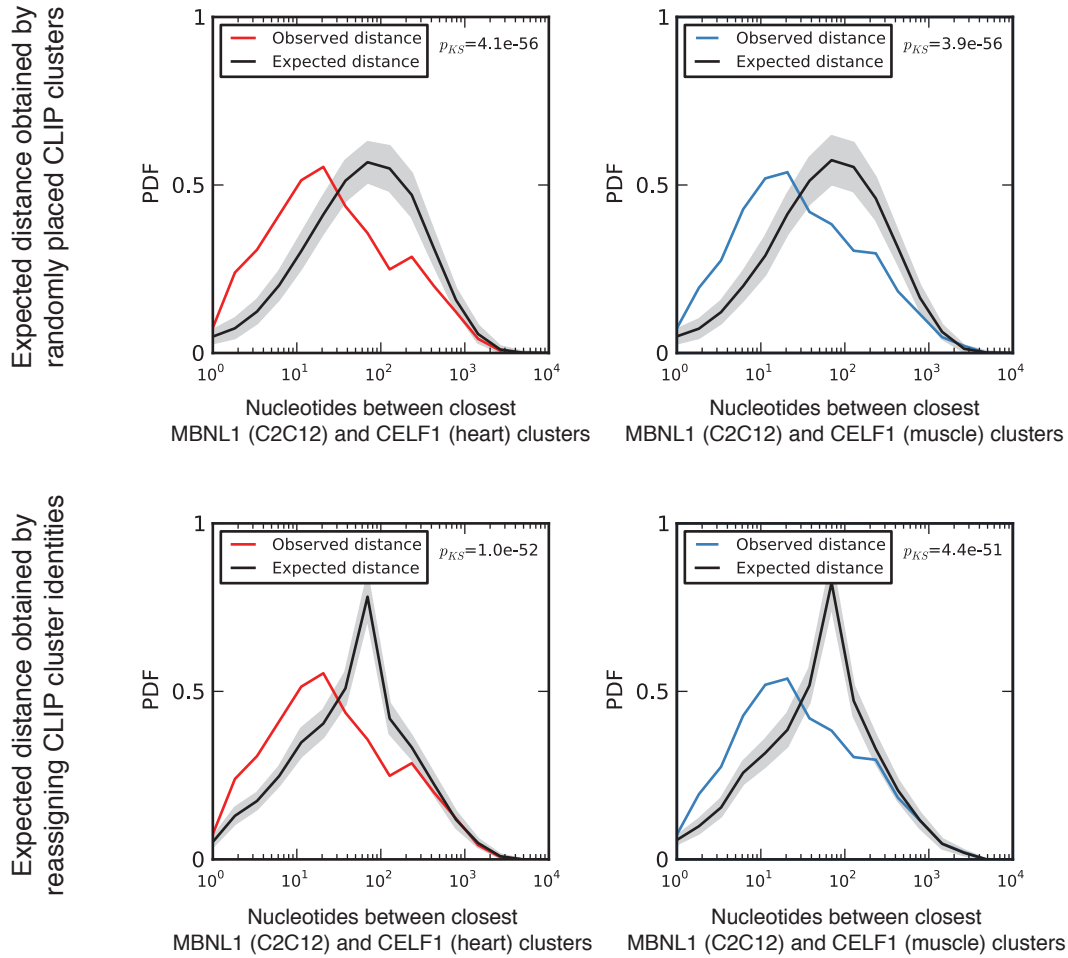 Expected distance obtained by
randomly placed CLIP clusters
1
Observed distance
Expected distance
p_KS=4.1e-56
PDF
0.5
0
10^0 10^1 10^2 10^3 10^4
Nucleotides between closest
MBNL1 (C2C12) and CELF1 (heart) clusters
1
Observed distance
Expected distance
p_KS=3.9e-56
PDF
0.5
0
10^0 10^1 10^2 10^3 10^4
Nucleotides between closest
MBNL1 (C2C12) and CELF1 (muscle) clusters
Expected distance obtained by
reassigning CLIP cluster identities
1
Observed distance
Expected distance
p_KS=1.0e-52
PDF
0.5
0
10^0 10^1 10^2 10^3 10^4
Nucleotides between closest
MBNL1 (C2C12) and CELF1 (heart) clusters
1
Observed distance
Expected distance
p_KS=4.4e-51
PDF
0.5
0
10^0 10^1 10^2 10^3 10^4
Nucleotides between closest
MBNL1 (C2C12) and CELF1 (muscle) clusters